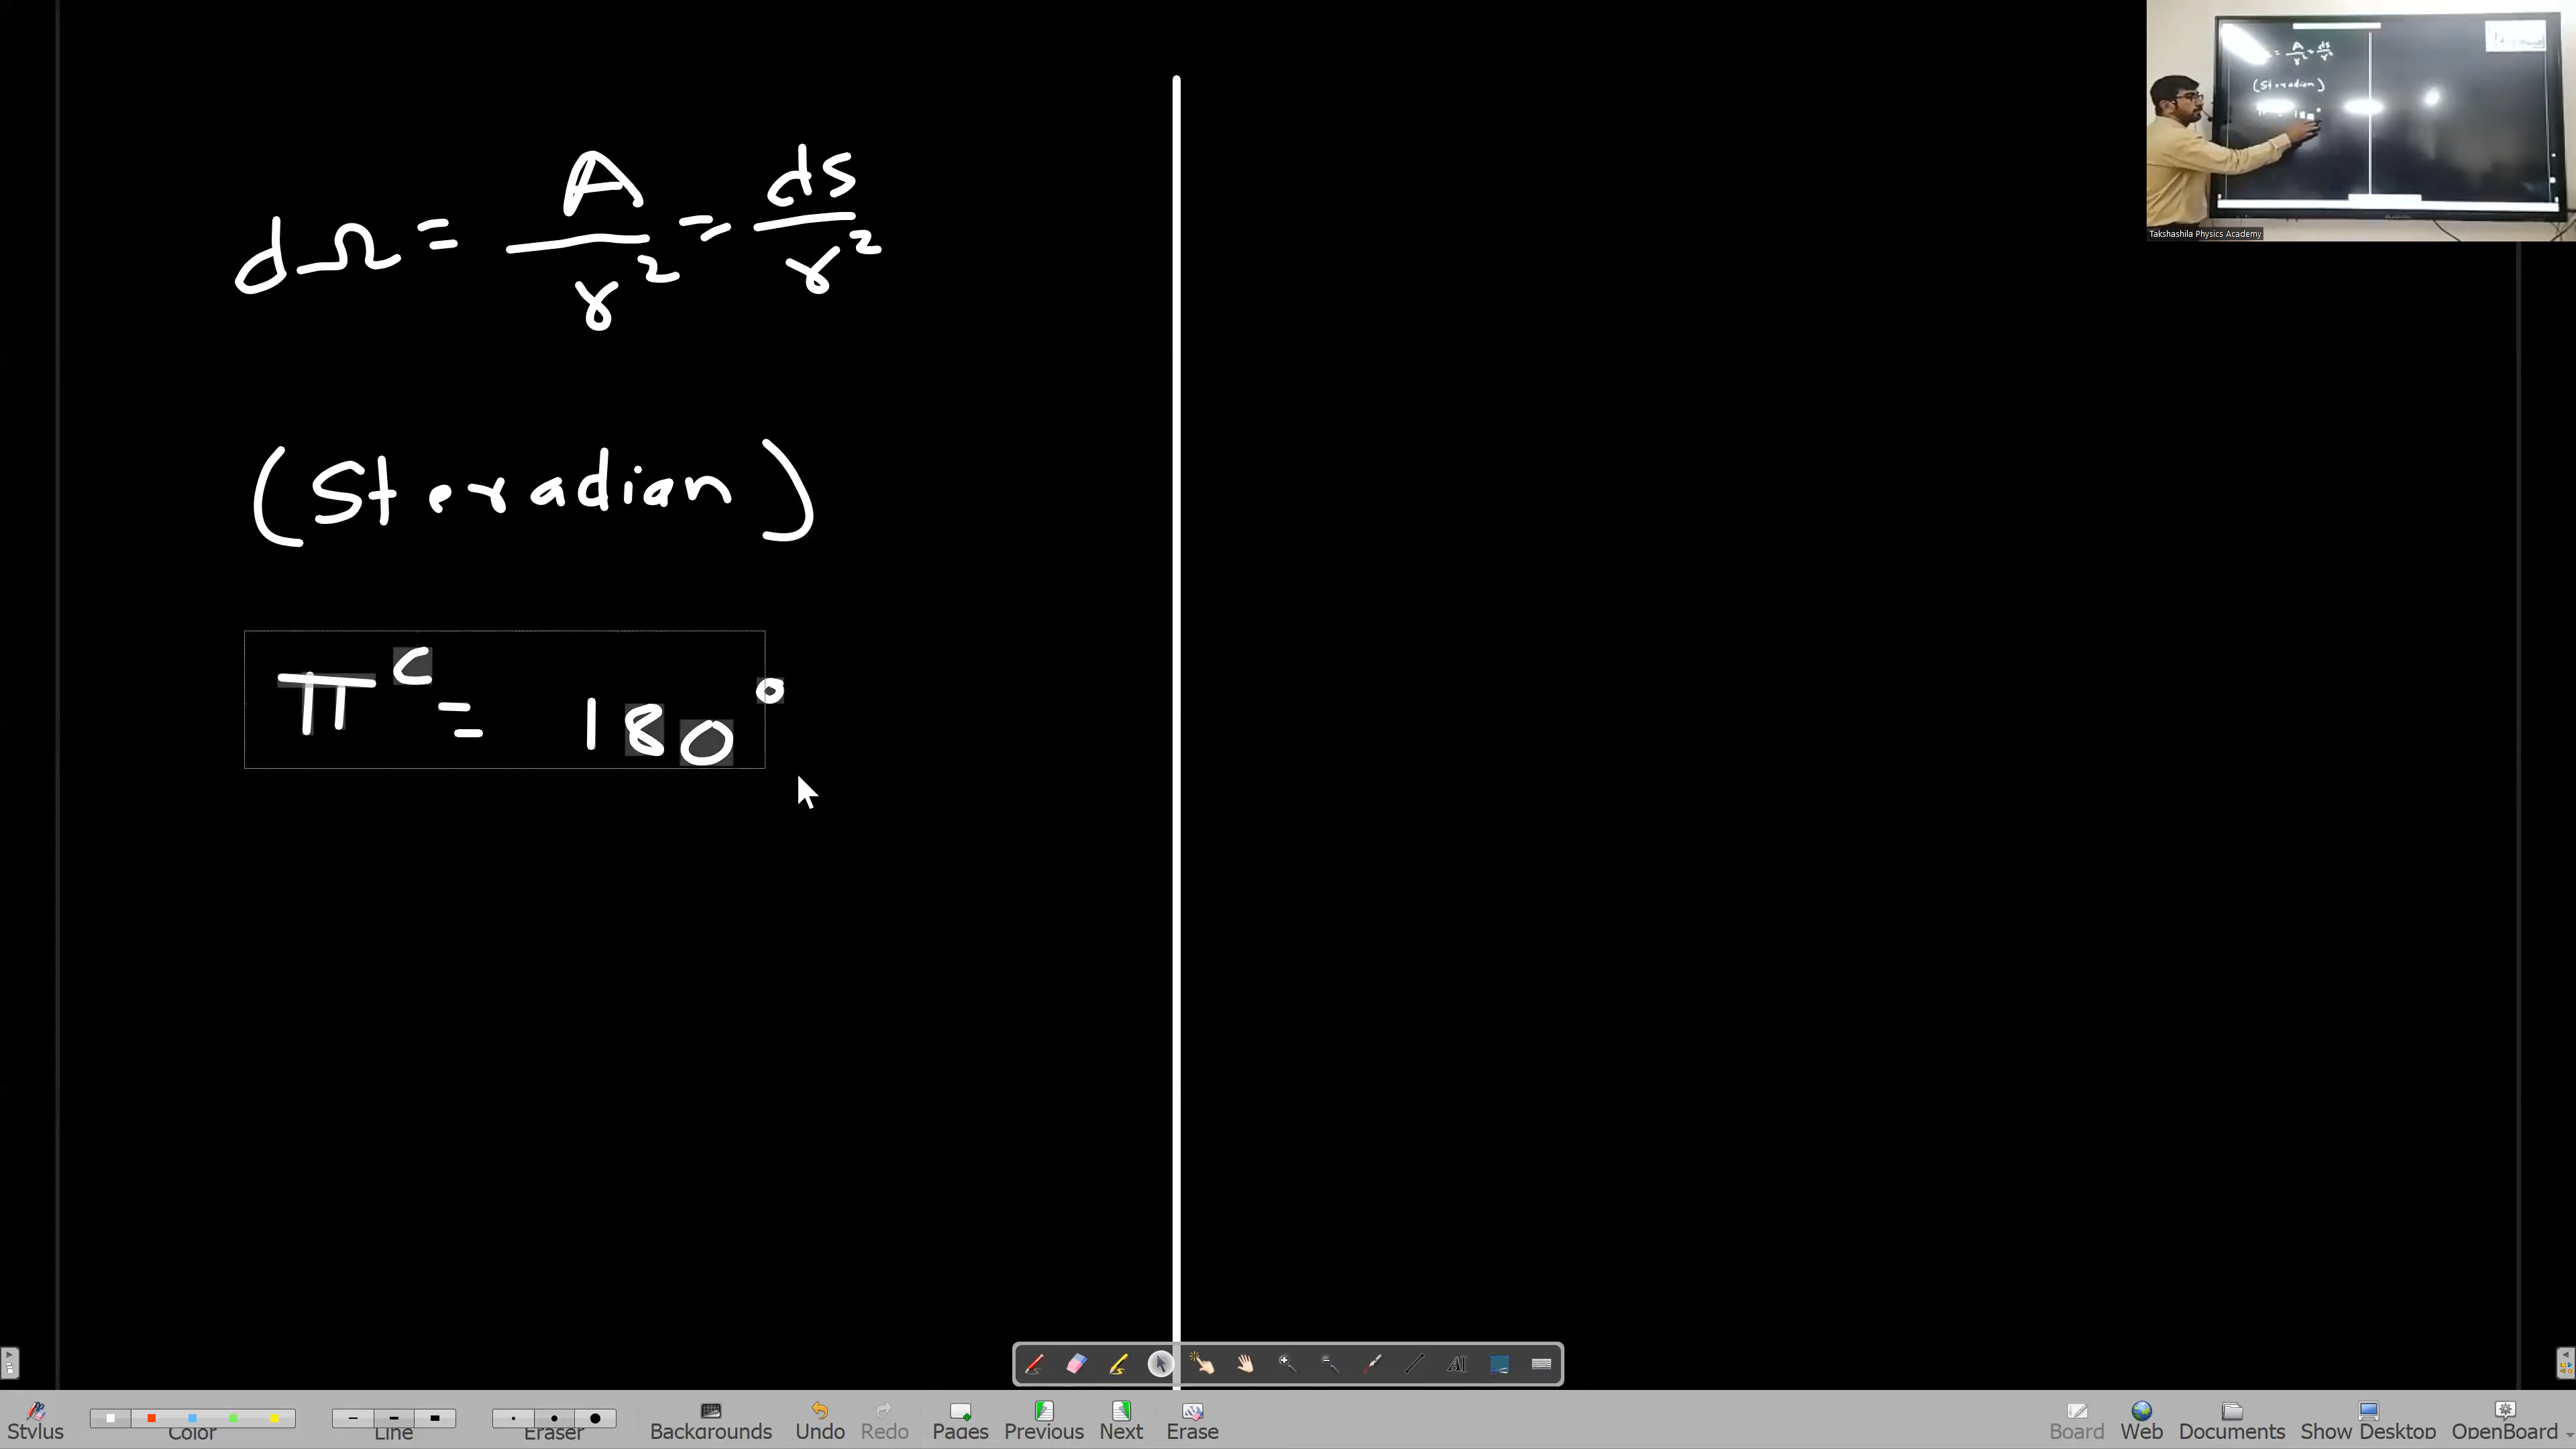 dΩ = A/r² = ds/r²
(Steradian)
π^c = 180°
Takshashila Physics Academy
Stylus Color Line Eraser Backgrounds Undo Redo Pages Previous Next Erase Board Web Documents Show Desktop OpenBoard